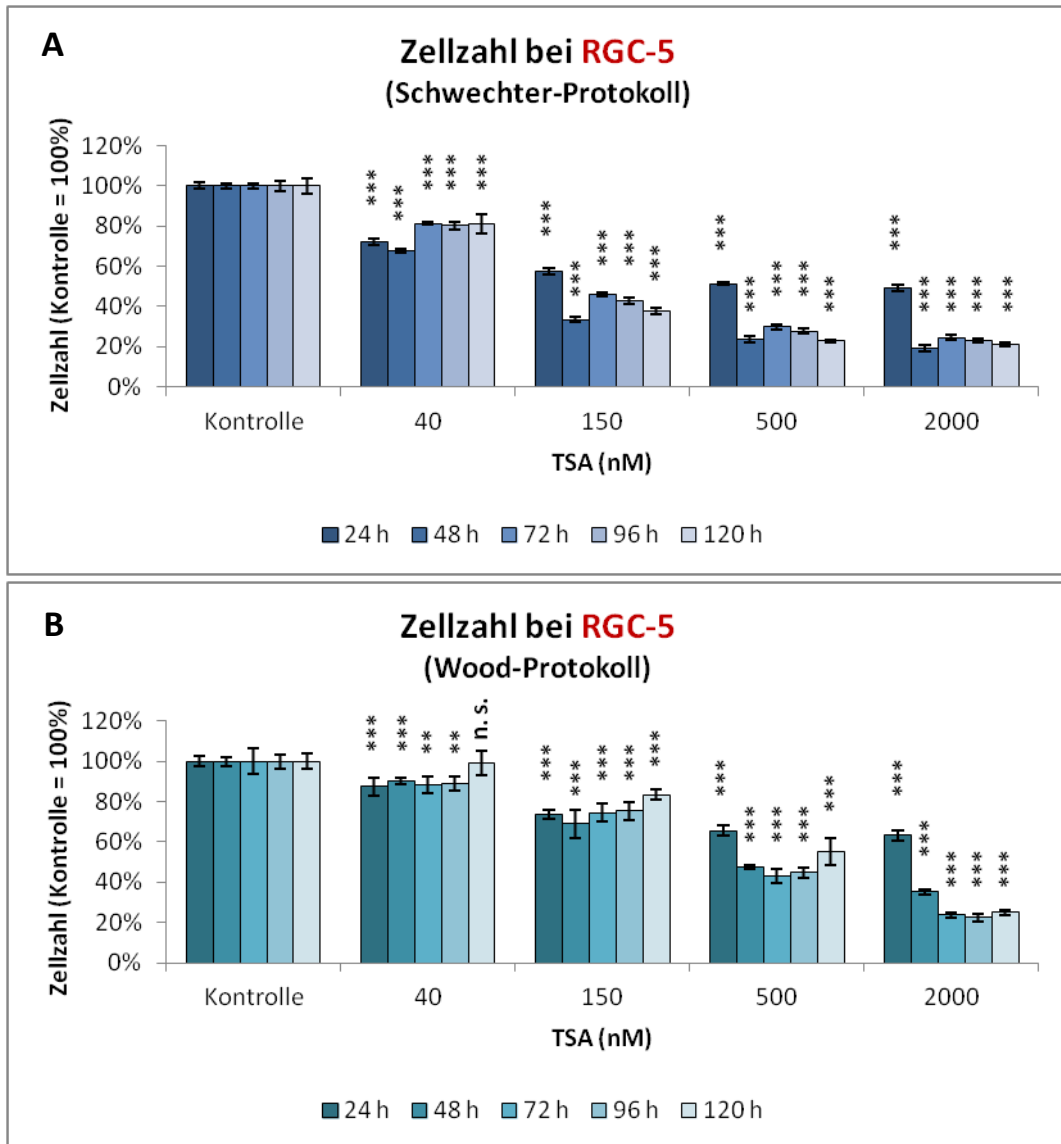 A
Zellzahl bei RGC-5
(Schwechter-Protokoll)
Zellzahl (Kontrolle = 100%)
120%
100%
80%
60%
40%
20%
0%
*** *** *** *** ***
*** *** *** *** ***
*** *** *** *** ***
*** *** *** *** ***
Kontrolle 40 150 500 2000
TSA (nM)
24 h 48 h 72 h 96 h 120 h
B
Zellzahl bei RGC-5
(Wood-Protokoll)
Zellzahl (Kontrolle = 100%)
120%
100%
80%
60%
40%
20%
0%
*** *** ** ** n. s.
*** *** *** *** ***
*** *** *** *** ***
*** *** *** *** ***
Kontrolle 40 150 500 2000
TSA (nM)
24 h 48 h 72 h 96 h 120 h